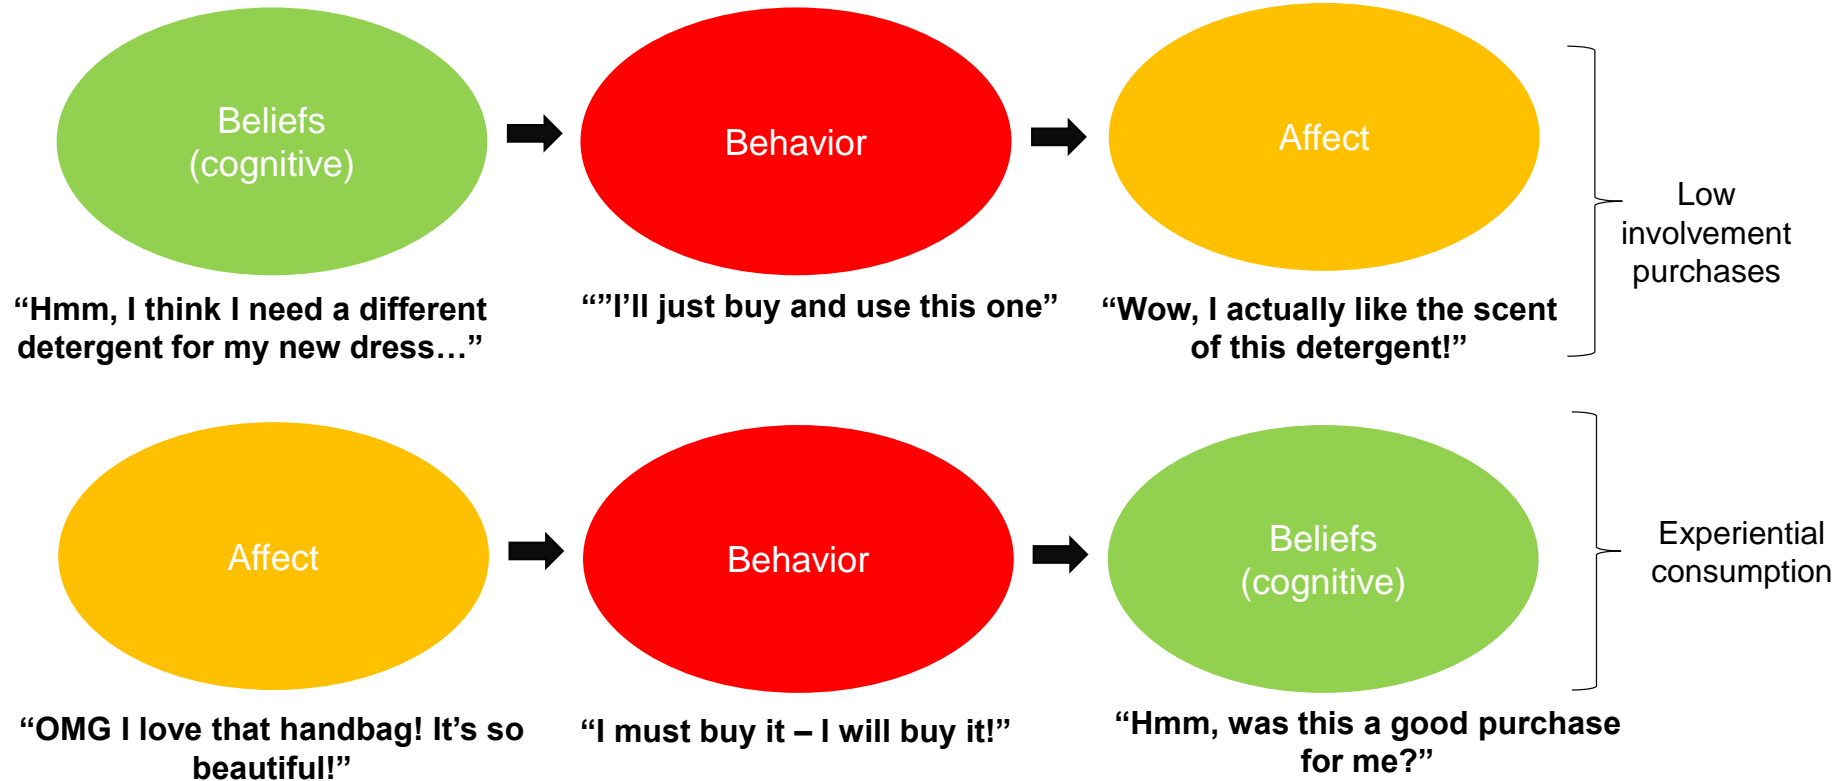 Beliefs
(cognitive)
Behavior
Affect
Low
involvement
purchases
“Hmm, I think I need a different
detergent for my new dress…”
“”I’ll just buy and use this one”
“Wow, I actually like the scent
of this detergent!”
Affect
Behavior
Beliefs
(cognitive)
Experiential
consumption
“OMG I love that handbag! It’s so
beautiful!”
“I must buy it – I will buy it!”
“Hmm, was this a good purchase
for me?”